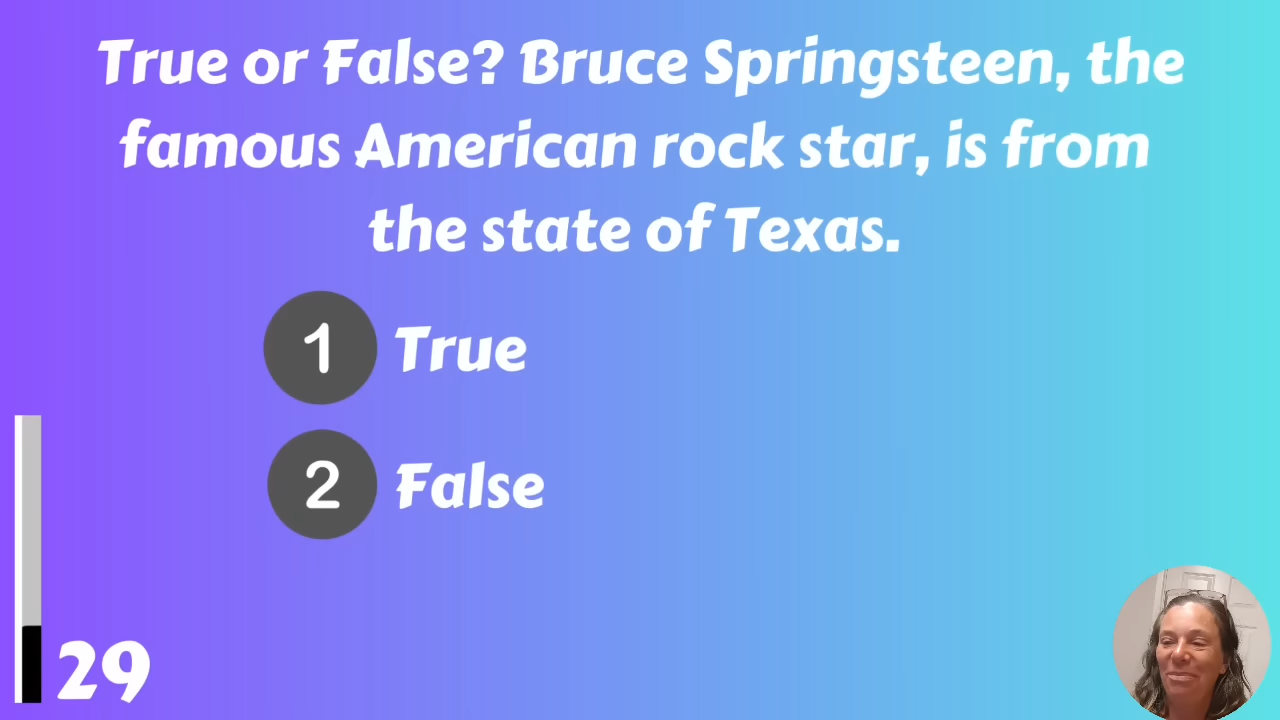 True or False? Bruce Springsteen, the
famous American rock star, is from
the state of Texas.
1 True
2 False
29